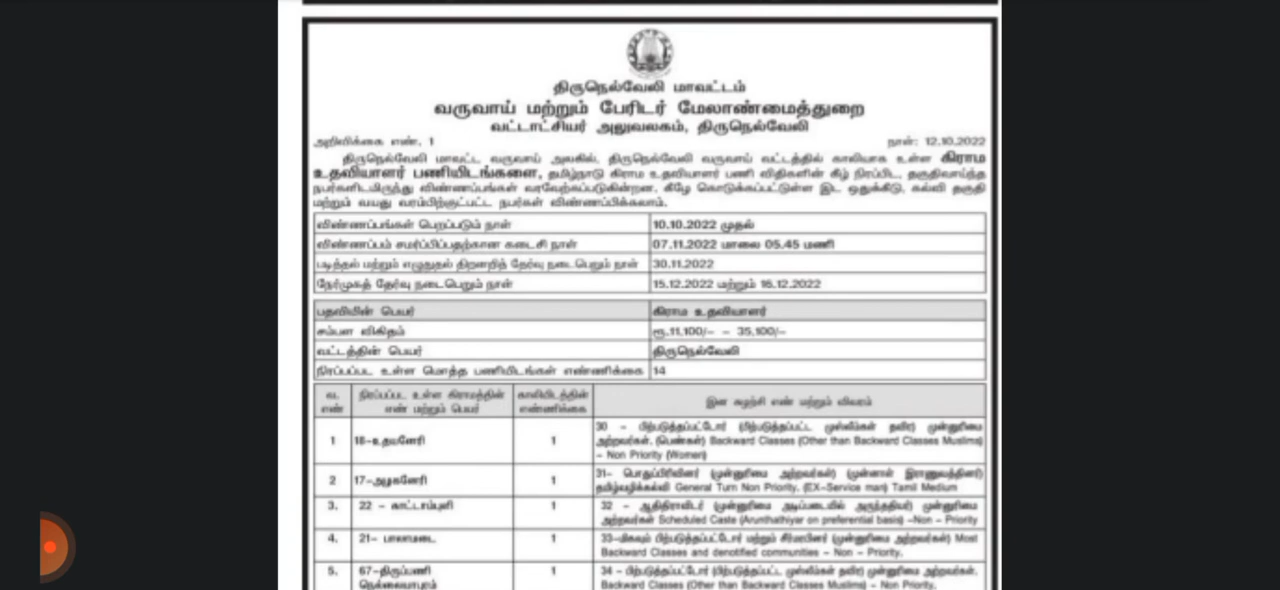 திருநெல்வேலி மாவட்டம்
வருவாய் மற்றும் பேரிடர் மேலாண்மைத்துறை
வட்டாட்சியர் அலுவலகம், திருநெல்வேலி
அறிவிக்கை எண். 1 நாள்: 12.10.2022
திருநெல்வேலி மாவட்ட வருவாய் அலகில், திருநெல்வேலி வருவாய் வட்டத்தில் காலியாக உள்ள கிராம
உதவியாளர் பணியிடங்களை, தமிழ்நாடு கிராம உதவியாளர் பணி விதிகளின் கீழ் நிரப்பிட, தகுதிவாய்ந்த
நபர்களிடமிருந்து விண்ணப்பங்கள் வரவேற்கப்படுகின்றன. கீழே கொடுக்கப்பட்டுள்ள இட ஒதுக்கீடு, கல்வி தகுதி
மற்றும் வயது வரம்பிற்குட்பட்ட நபர்கள் விண்ணப்பிக்கலாம்.
விண்ணப்பங்கள் பெறப்படும் நாள் 10.10.2022 முதல்
விண்ணப்பம் சமர்ப்பிப்பதற்கான கடைசி நாள் 07.11.2022 மாலை 05.45 மணி
படித்தல் மற்றும் எழுதுதல் திறனறித் தேர்வு நடைபெறும் நாள் 30.11.2022
நேர்முகத் தேர்வு நடைபெறும் நாள் 15.12.2022 மற்றும் 16.12.2022
பதவியின் பெயர் கிராம உதவியாளர்
சம்பள விகிதம் ரூ.11,100/- – 35,100/-
வட்டத்தின் பெயர் திருநெல்வேலி
நிரப்பப்பட உள்ள மொத்த பணியிடங்கள் எண்ணிக்கை 14
வ. எண் நிரப்பப்பட உள்ள கிராமத்தின் எண் மற்றும் பெயர் காலியிடத்தின் எண்ணிக்கை இன சுழற்சி எண் மற்றும் விவரம்
1 18-உதயனேரி 1 30 – பிற்படுத்தப்பட்டோர் (பிற்படுத்தப்பட்ட முஸ்லீம்கள் தவிர) முன்னுரிமை
அற்றவர்கள். (பெண்கள்) Backward Classes (Other than Backward Classes Muslims)
– Non Priority (Women)
2 17-அழகனேரி 1 31- பொதுப்பிரிவினர் (முன்னுரிமை அற்றவர்கள்) (முன்னாள் இராணுவத்தினர்)
தமிழ்வழிக்கல்வி General Turn Non Priority. (EX-Service man) Tamil Medium
3. 22 – காட்டாம்புளி 1 32 – ஆதிதிராவிடர் (முன்னுரிமை அடிப்படையில் அருந்ததியர்) முன்னுரிமை
அற்றவர்கள் Scheduled Caste (Arunthathiyar on preferential basis) –Non – Priority
4. 21- பாலாமடை 1 33-மிகவும் பிற்படுத்தப்பட்டோர் மற்றும் சீர்மரபினர் (முன்னுரிமை அற்றவர்கள்) Most
Backward Classes and denotified communities – Non – Priority.
5. 67-திருப்பணி நெல்லையாபுரம் 1 34 – பிற்படுத்தப்பட்டோர் (பிற்படுத்தப்பட்ட முஸ்லீம்கள் தவிர) முன்னுரிமை அற்றவர்கள்.
Backward Classes (Other than Backward Classes Muslims) – Non Priority.